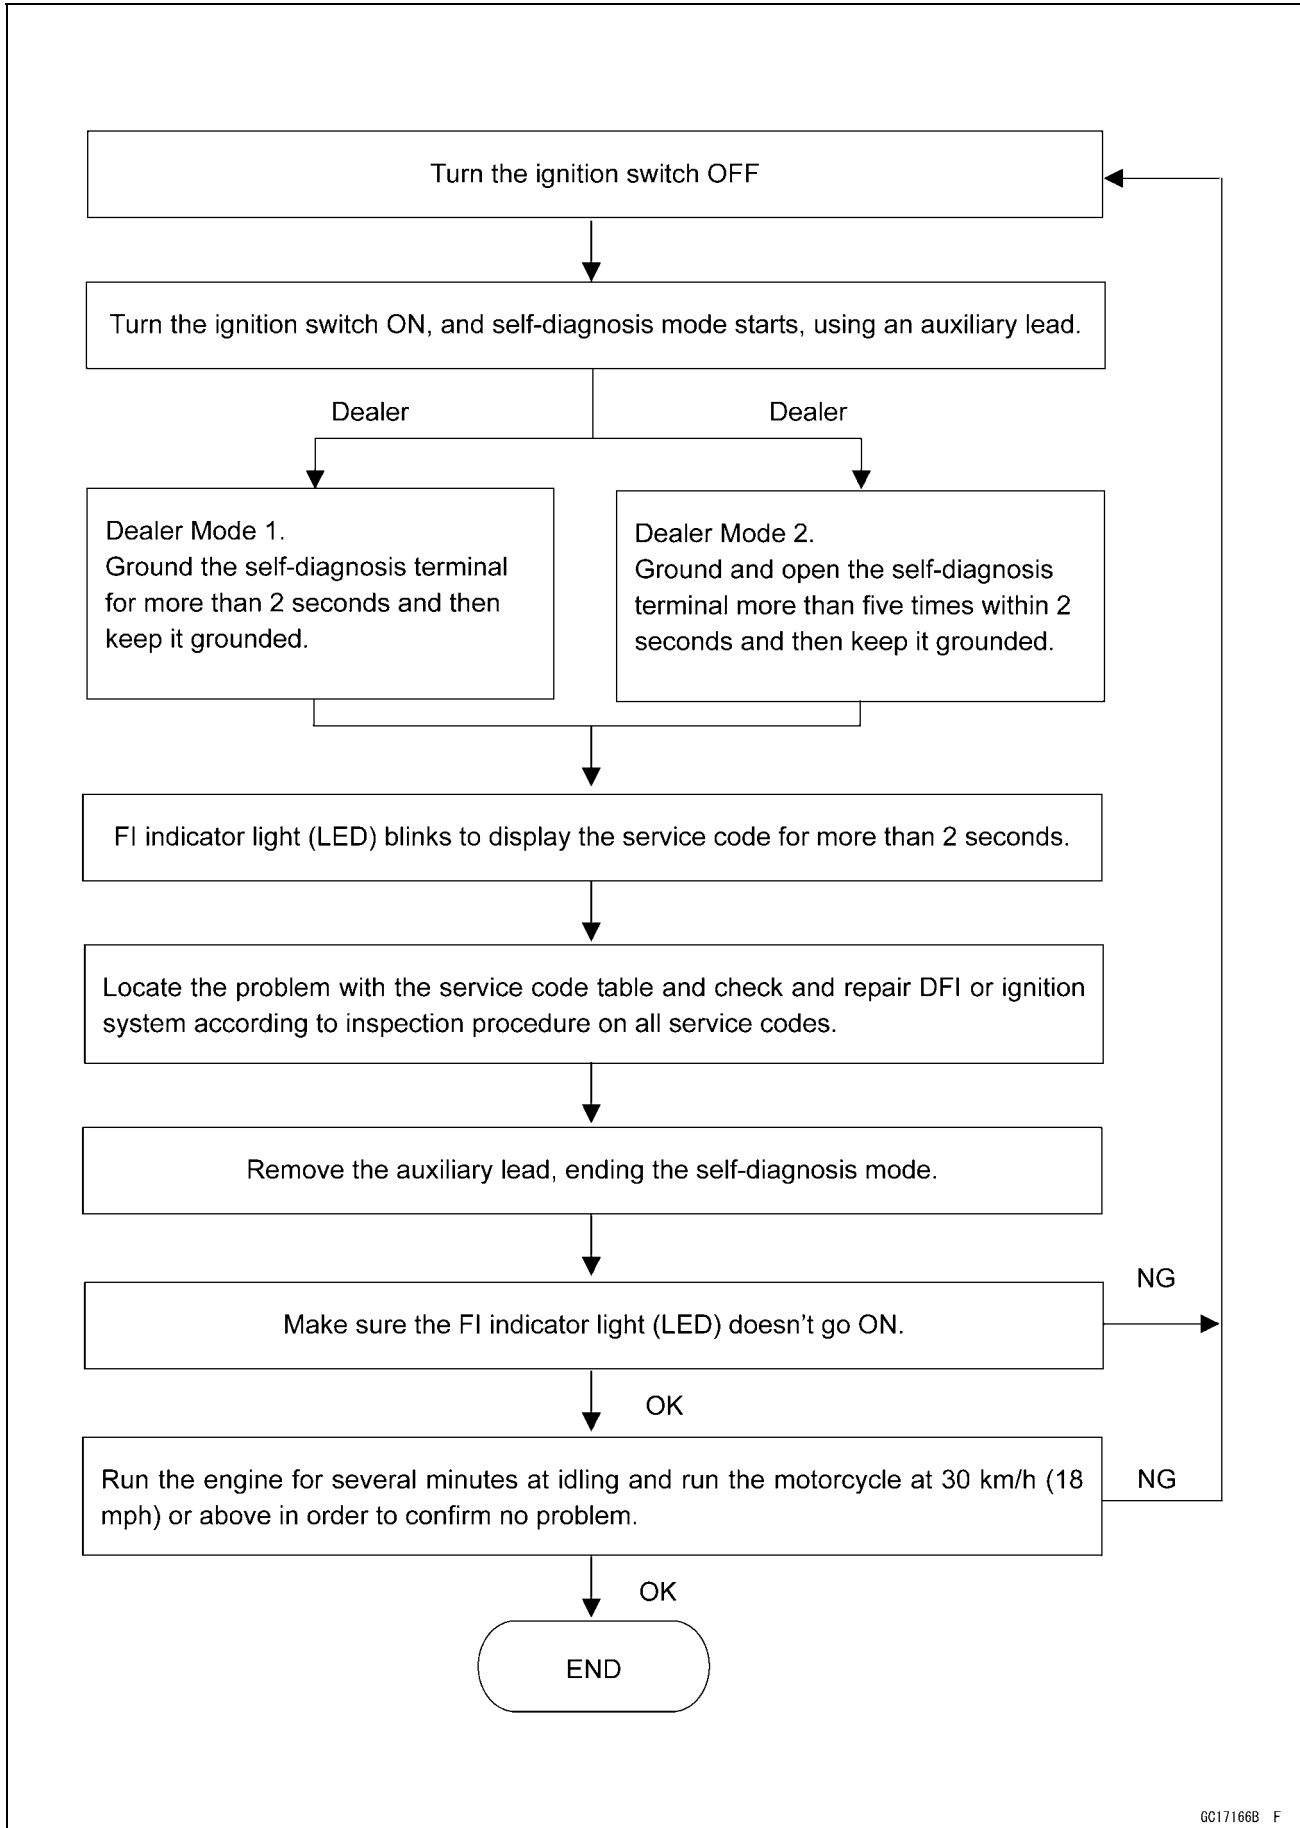 Turn the ignition switch OFF
Turn the ignition switch ON, and self-diagnosis mode starts, using an auxiliary lead.
Dealer
Dealer
Dealer Mode 1.
Ground the self-diagnosis terminal
for more than 2 seconds and then
keep it grounded.
Dealer Mode 2.
Ground and open the self-diagnosis
terminal more than five times within 2
seconds and then keep it grounded.
FI indicator light (LED) blinks to display the service code for more than 2 seconds.
Locate the problem with the service code table and check and repair DFI or ignition
system according to inspection procedure on all service codes.
Remove the auxiliary lead, ending the self-diagnosis mode.
NG
Make sure the FI indicator light (LED) doesn't go ON.
OK
Run the engine for several minutes at idling and run the motorcycle at 30 km/h (18
mph) or above in order to confirm no problem.
NG
OK
END
GC17166B F